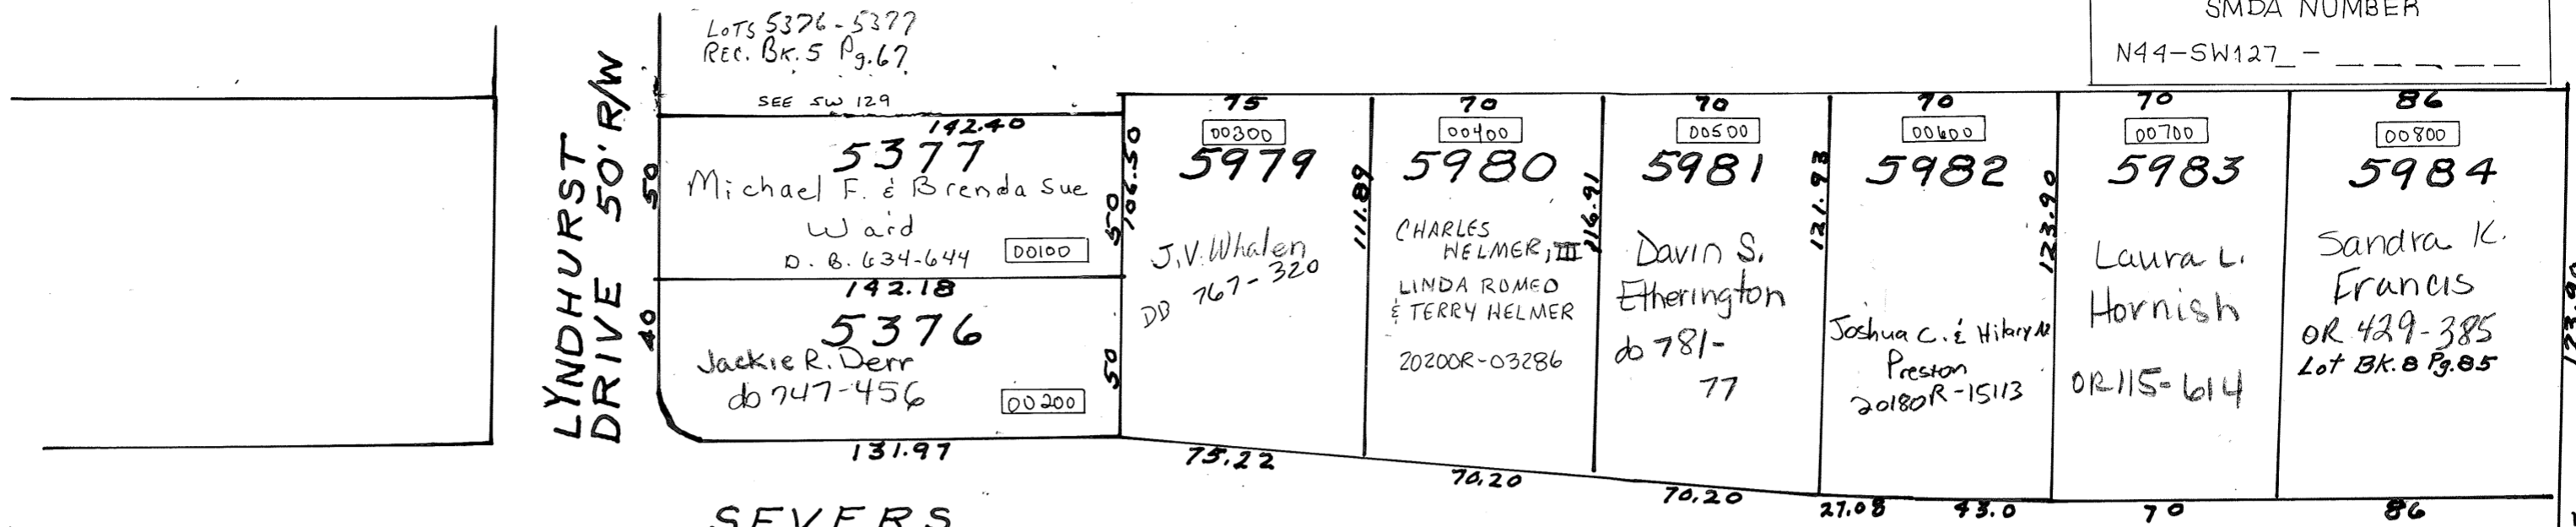 LOTS 5376-5377
REC. BK. 5 Pg. 67
SEE SW 129
SMDA NUMBER
N44-SW127_-_ _ _ _ _
LYNDHURST
DRIVE 50' R/W
142.40
50
5377
Michael F. & Brenda Sue
Ward
D. B. 634-644
00100
50
142.18
40
5376
Jackie R. Derr
db 747-456
00200
50
131.97
106.50
75
00300
5979
J.V. Whalen
DB 767-320
75.22
111.89
70
00400
5980
CHARLES
HELMER, III
LINDA ROMEO
& TERRY HELMER
2020OR-03286
70.20
116.91
70
00500
5981
Davin S.
Etherington
db 781-
77
70.20
121.93
70
00600
5982
Joshua C. & Hilary M
Preston
2018OR-15113
27.08 43.0
123.90
70
00700
5983
Laura L.
Hornish
OR 115-614
70
86
00800
5984
Sandra K.
Francis
OR 429-385
Lot BK. 8 Pg. 85
86
123.90
SEVERS